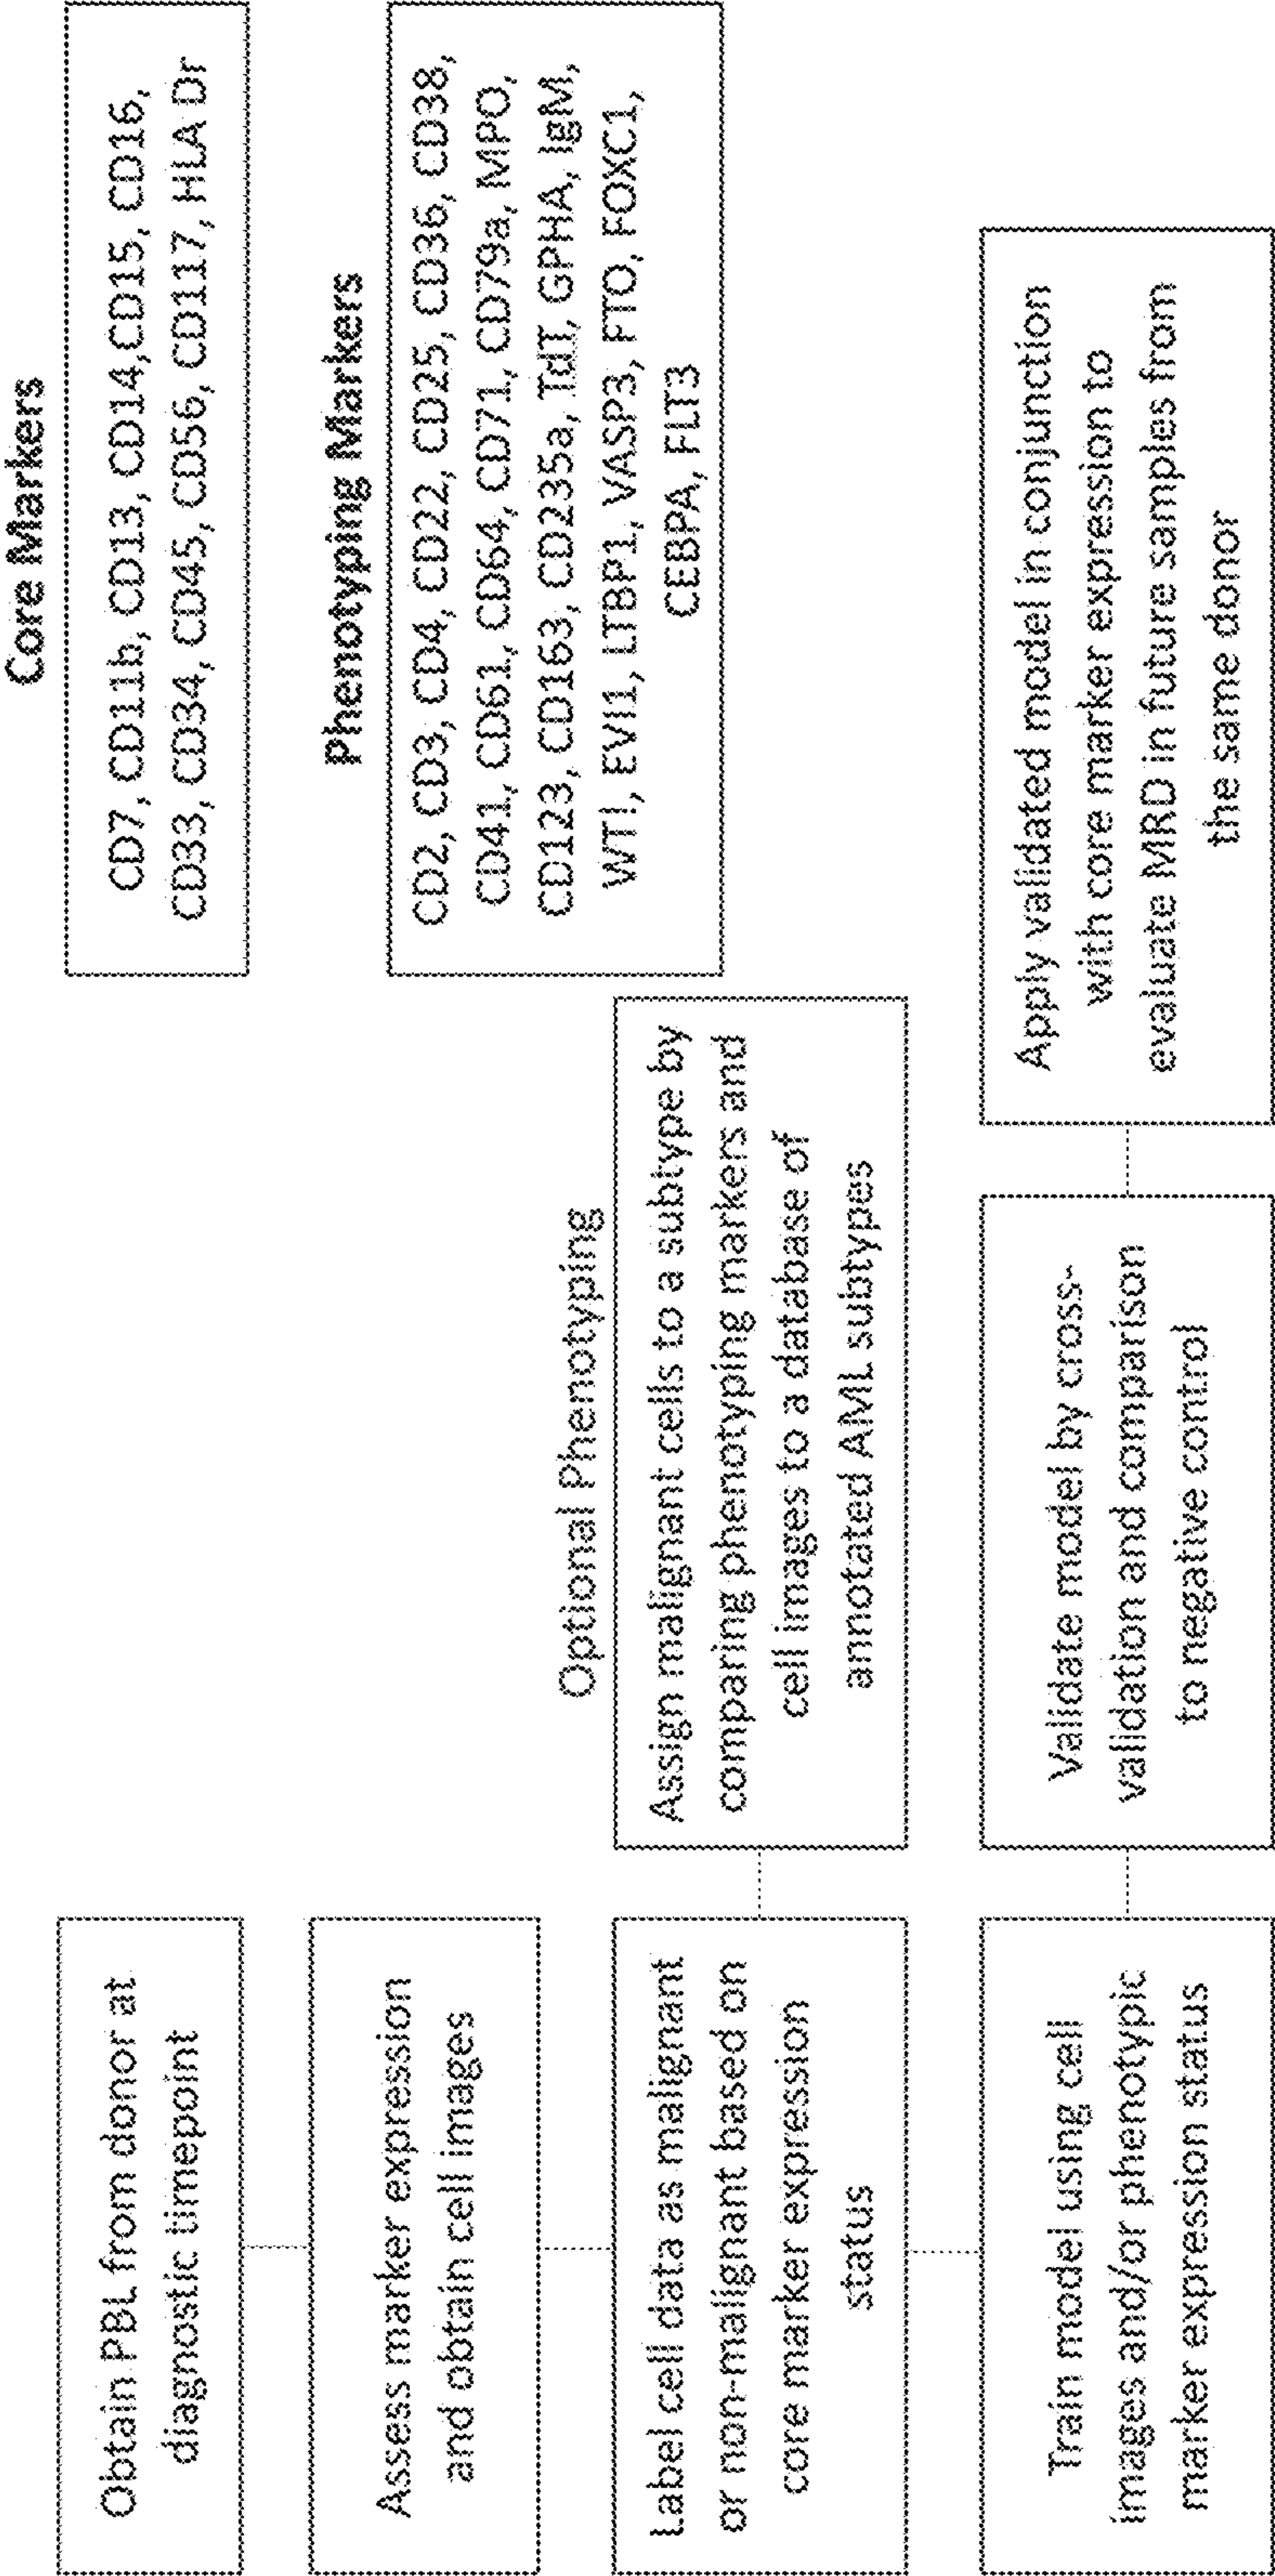 Obtain PBL from donor at
diagnostic timepoint
Assess marker expression
and obtain cell images
Label cell data as malignant
or non-malignant based on
core marker expression
status
Optional Phenotyping
Assign malignant cells to a subtype by
comparing phenotyping markers and
cell images to a database of
annotated AML subtypes
Train model using cell
images and/or phenotypic
marker expression status
Validate model by cross-
validation and comparison
to negative control
Apply validated model in conjunction
with core marker expression to
evaluate MRD in future samples from
the same donor
Core Markers
CD7, CD11b, CD13, CD14,CD15, CD16,
CD33, CD34, CD45, CD56, CD117, HLA Dr
Phenotyping Markers
CD2, CD3, CD4, CD22, CD25, CD36, CD38,
CD41, CD61, CD64, CD71, CD79a, MPO,
CD123, CD163, CD235a, TdT, GPHA, IgM,
WT!, EVI1, LTBP1, VASP3, FTO, FOXC1,
CEBPA, FLT3